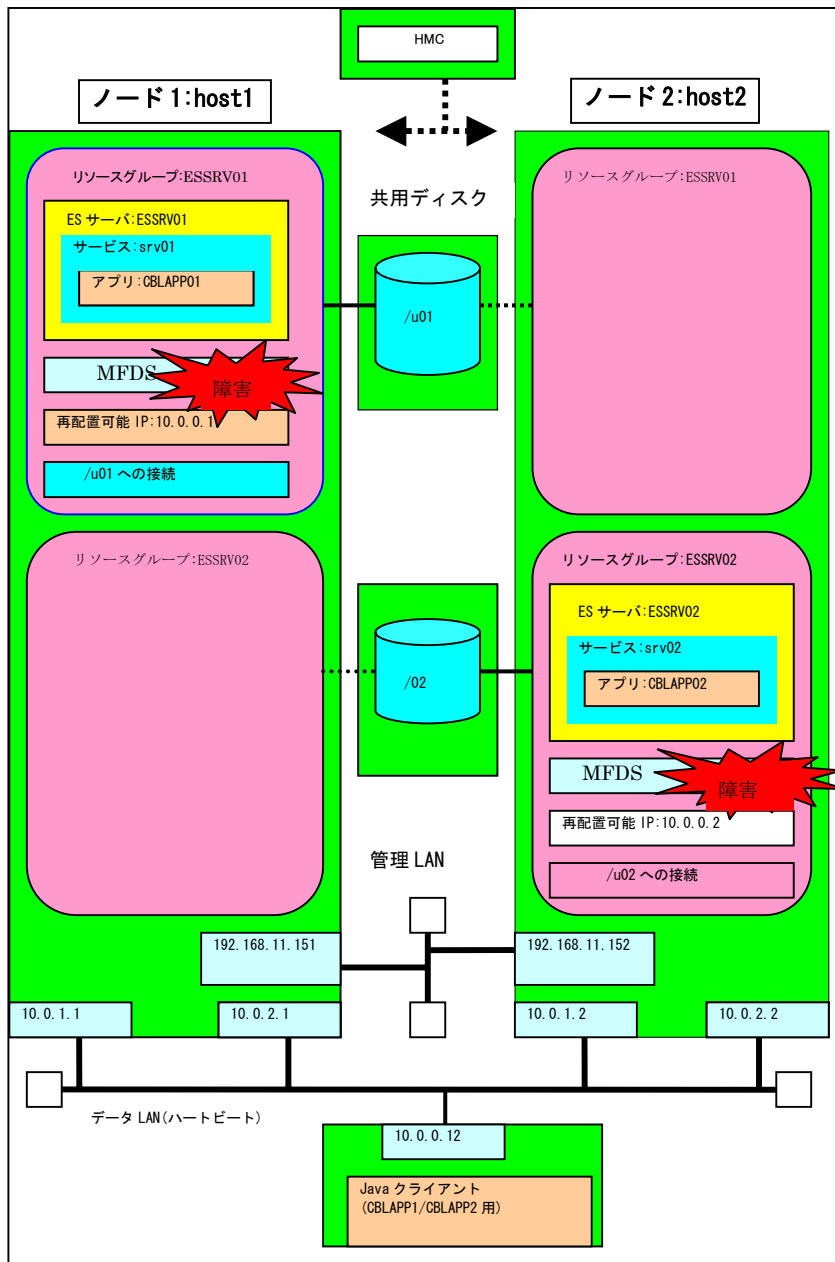 HMC
ノード 1:host1
ノード 2:host2
リソースグループ:ESSRV01
ES サーバ:ESSRV01
サービス:srv01
アプリ:CBLAPP01
MFDS
障害
再配置可能 IP:10.0.0.1
/u01 への接続
共用ディスク
/u01
リソースグループ:ESSRV01
リソースグループ:ESSRV02
/02
リソースグループ:ESSRV02
ES サーバ:ESSRV02
サービス:srv02
アプリ:CBLAPP02
MFDS
障害
再配置可能 IP:10.0.0.2
/u02 への接続
管理 LAN
192.168.11.151
192.168.11.152
10.0.1.1
10.0.2.1
10.0.1.2
10.0.2.2
データ LAN(ハートビート)
10.0.0.12
Java クライアント
(CBLAPP1/CBLAPP2 用)